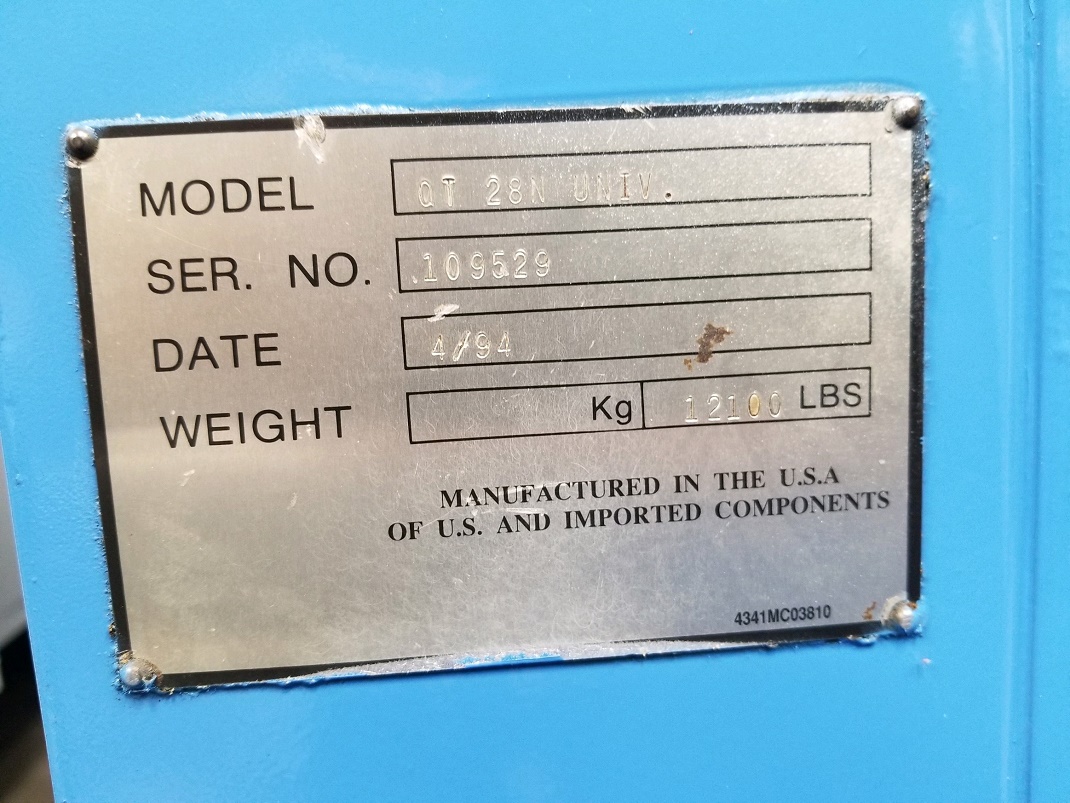 MODEL QT 28N UNIV.
SER. NO. 109529
DATE 4/94
WEIGHT Kg 12100 LBS
MANUFACTURED IN THE U.S.A
OF U.S. AND IMPORTED COMPONENTS
4341MC03810